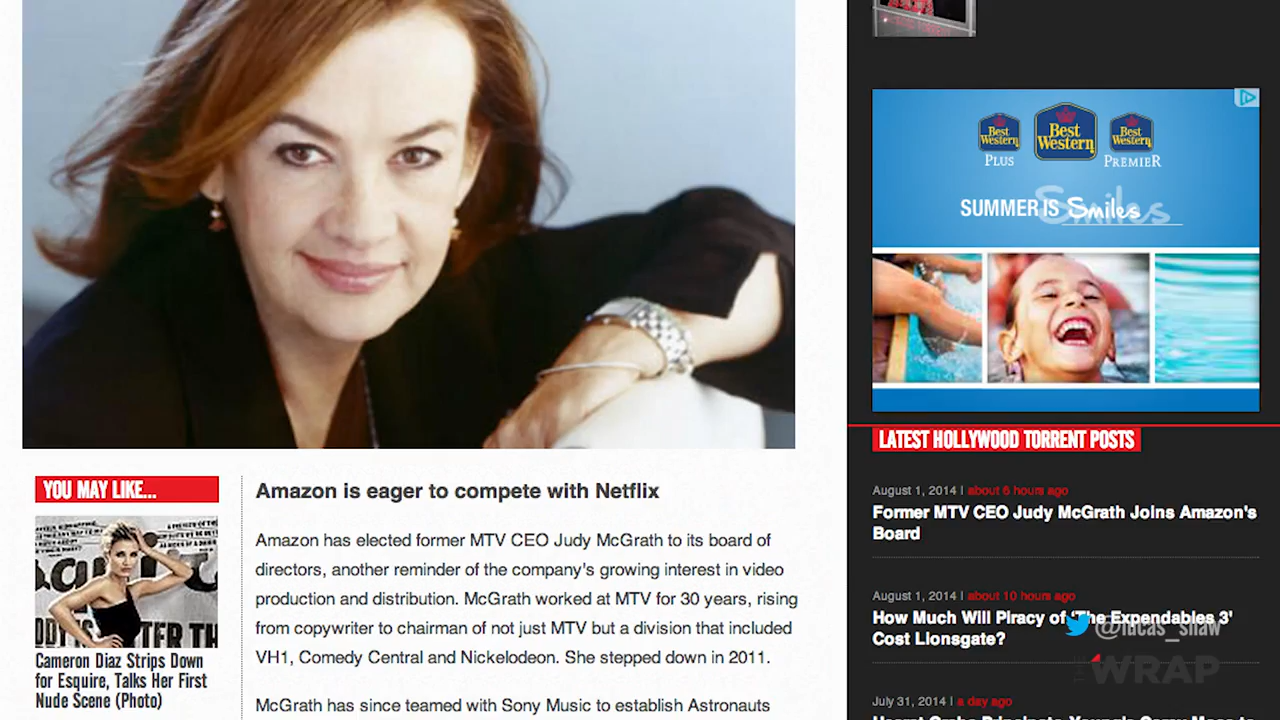 Best
Western
PLUS
Best
Western
Best
Western
PREMIER
SUMMER IS Smiles
LATEST HOLLYWOOD TORRENT POSTS
August 1, 2014 | about 6 hours ago
Former MTV CEO Judy McGrath Joins Amazon's
Board
August 1, 2014 | about 10 hours ago
How Much Will Piracy of 'The Expendables 3'
Cost Lionsgate?
July 31, 2014 | a day ago
@lucas_shaw
THE WRAP
YOU MAY LIKE...
Cameron Diaz Strips Down
for Esquire, Talks Her First
Nude Scene (Photo)
Amazon is eager to compete with Netflix
Amazon has elected former MTV CEO Judy McGrath to its board of
directors, another reminder of the company's growing interest in video
production and distribution. McGrath worked at MTV for 30 years, rising
from copywriter to chairman of not just MTV but a division that included
VH1, Comedy Central and Nickelodeon. She stepped down in 2011.
McGrath has since teamed with Sony Music to establish Astronauts